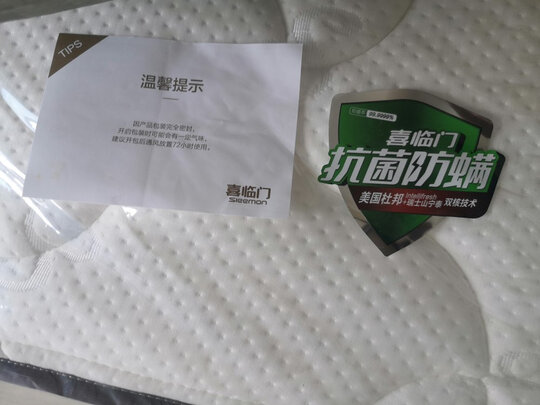 TIPS
温馨提示
因产品包装完全密封,
开启包装时可能会有一定气味,
建议开包后通风放置72小时使用。
喜临门
Sleemon
99.9999%
喜临门
抗菌防螨
美国杜邦 Intellifresh +瑞士山宁泰 双核技术